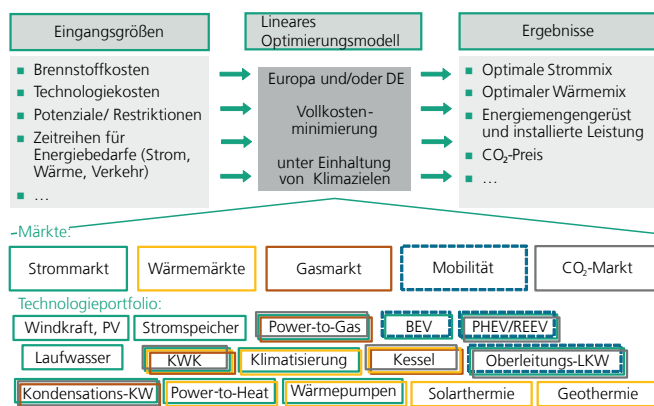 Eingangsgrößen
Lineares
Optimierungsmodell
Ergebnisse
Brennstoffkosten
Technologiekosten
Potenziale/ Restriktionen
Zeitreihen für
Energiebedarfe (Strom,
Wärme, Verkehr)
…
Europa und/oder DE
Vollkosten-
minimierung
unter Einhaltung
von Klimazielen
Optimale Strommix
Optimaler Wärmemix
Energiemengengerüst
und installierte Leistung
CO₂-Preis
…
Märkte:
Strommarkt
Wärmemärkte
Gasmarkt
Mobilität
CO₂-Markt
Technologieportfolio:
Windkraft, PV
Stromspeicher
Power-to-Gas
BEV
PHEV/REEV
Laufwasser
KWK
Klimatisierung
Kessel
Oberleitungs-LKW
Kondensations-KW
Power-to-Heat
Wärmepumpen
Solarthermie
Geothermie